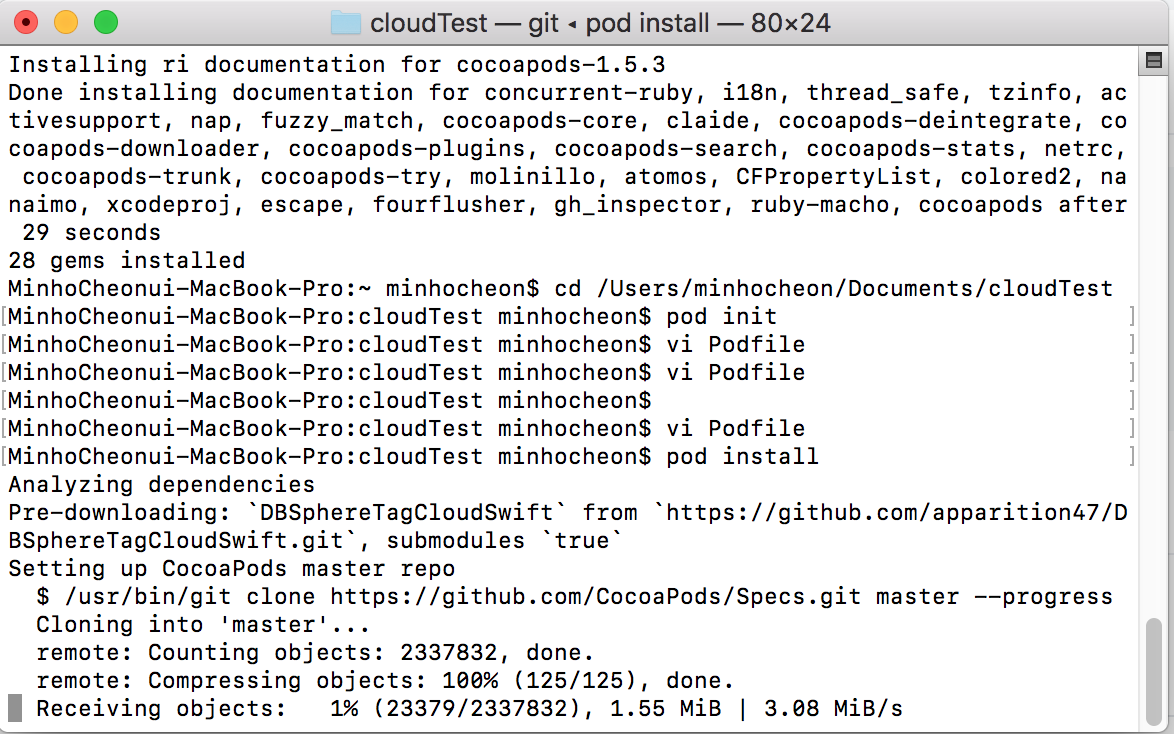 cloudTest — git ◂ pod install — 80×24
Installing ri documentation for cocoapods-1.5.3
Done installing documentation for concurrent-ruby, i18n, thread_safe, tzinfo, ac
tivesupport, nap, fuzzy_match, cocoapods-core, claide, cocoapods-deintegrate, co
coapods-downloader, cocoapods-plugins, cocoapods-search, cocoapods-stats, netrc,
 cocoapods-trunk, cocoapods-try, molinillo, atomos, CFPropertyList, colored2, na
naimo, xcodeproj, escape, fourflusher, gh_inspector, ruby-macho, cocoapods after
 29 seconds
28 gems installed
MinhoCheonui-MacBook-Pro:~ minhocheon$ cd /Users/minhocheon/Documents/cloudTest
[MinhoCheonui-MacBook-Pro:cloudTest minhocheon$ pod init ]
[MinhoCheonui-MacBook-Pro:cloudTest minhocheon$ vi Podfile ]
[MinhoCheonui-MacBook-Pro:cloudTest minhocheon$ vi Podfile ]
[MinhoCheonui-MacBook-Pro:cloudTest minhocheon$ ]
[MinhoCheonui-MacBook-Pro:cloudTest minhocheon$ vi Podfile ]
[MinhoCheonui-MacBook-Pro:cloudTest minhocheon$ pod install ]
Analyzing dependencies
Pre-downloading: `DBSphereTagCloudSwift` from `https://github.com/apparition47/D
BSphereTagCloudSwift.git`, submodules `true`
Setting up CocoaPods master repo
  $ /usr/bin/git clone https://github.com/CocoaPods/Specs.git master --progress
  Cloning into 'master'...
  remote: Counting objects: 2337832, done.
  remote: Compressing objects: 100% (125/125), done.
  Receiving objects:   1% (23379/2337832), 1.55 MiB | 3.08 MiB/s